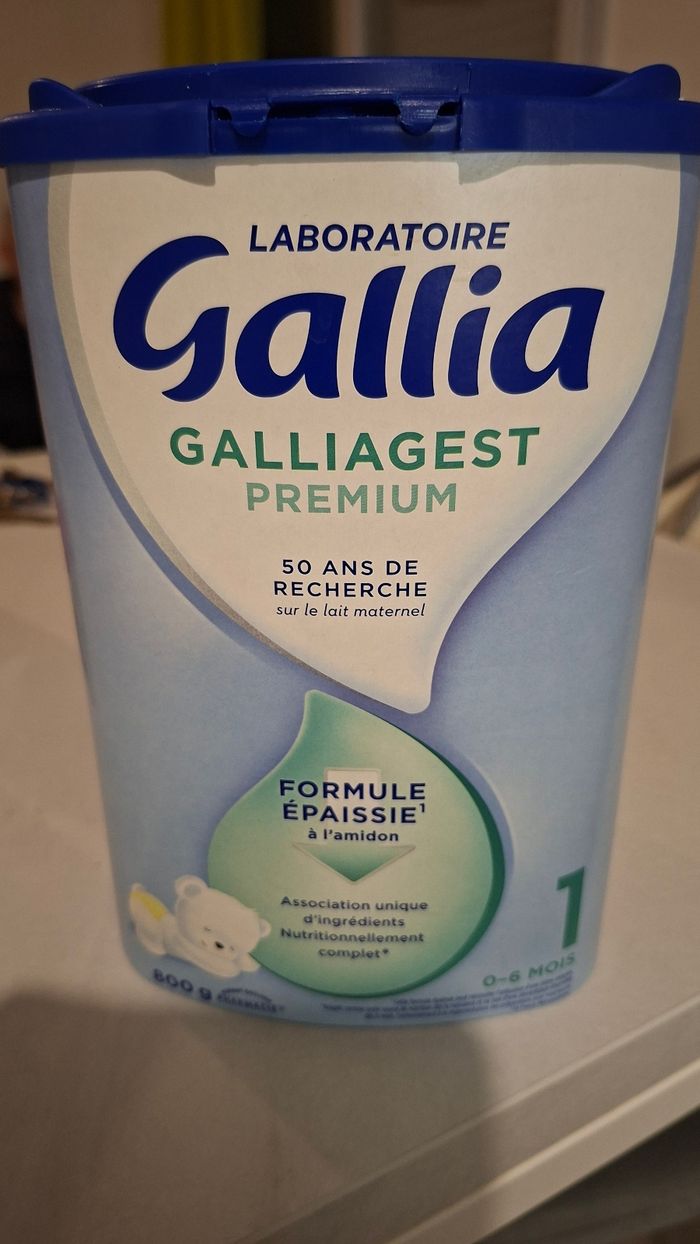 LABORATOIRE
Gallia
GALLIAGEST
PREMIUM
50 ANS DE
RECHERCHE
sur le lait maternel
FORMULE
ÉPAISSIE¹
à l'amidon
Association unique
d'ingrédients
Nutritionnellement
complet*
1
0-6 MOIS
800 g
PHARMACIE